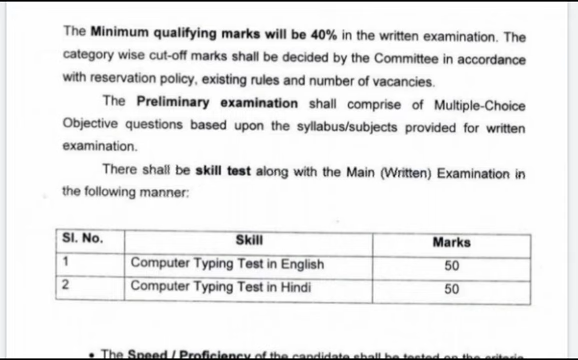 The Minimum qualifying marks will be 40% in the written examination. The
category wise cut-off marks shall be decided by the Committee in accordance
with reservation policy, existing rules and number of vacancies.
The Preliminary examination shall comprise of Multiple-Choice
Objective questions based upon the syllabus/subjects provided for written
examination.
There shall be skill test along with the Main (Written) Examination in
the following manner:
Sl. No. Skill Marks
1 Computer Typing Test in English 50
2 Computer Typing Test in Hindi 50
• The Speed / Proficiency of the candidate shall be tested on the criteria